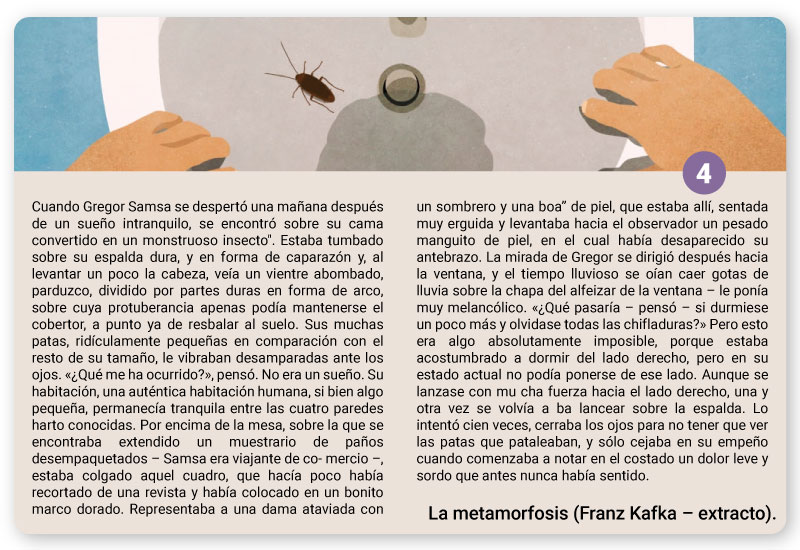 4
Cuando Gregor Samsa se despertó una mañana después
de un sueño intranquilo, se encontró sobre su cama
convertido en un monstruoso insecto". Estaba tumbado
sobre su espalda dura, y en forma de caparazón y, al
levantar un poco la cabeza, veía un vientre abombado,
parduzco, dividido por partes duras en forma de arco,
sobre cuya protuberancia apenas podía mantenerse el
cobertor, a punto ya de resbalar al suelo. Sus muchas
patas, ridículamente pequeñas en comparación con el
resto de su tamaño, le vibraban desamparadas ante los
ojos. «¿Qué me ha ocurrido?», pensó. No era un sueño. Su
habitación, una auténtica habitación humana, si bien algo
pequeña, permanecía tranquila entre las cuatro paredes
harto conocidas. Por encima de la mesa, sobre la que se
encontraba extendido un muestrario de paños
desempaquetados – Samsa era viajante de co- mercio –,
estaba colgado aquel cuadro, que hacía poco había
recortado de una revista y había colocado en un bonito
marco dorado. Representaba a una dama ataviada con
un sombrero y una boa” de piel, que estaba allí, sentada
muy erguida y levantaba hacia el observador un pesado
manguito de piel, en el cual había desaparecido su
antebrazo. La mirada de Gregor se dirigió después hacia
la ventana, y el tiempo lluvioso se oían caer gotas de
lluvia sobre la chapa del alfeizar de la ventana – le ponía
muy melancólico. «¿Qué pasaría – pensó – si durmiese
un poco más y olvidase todas las chifladuras?» Pero esto
era algo absolutamente imposible, porque estaba
acostumbrado a dormir del lado derecho, pero en su
estado actual no podía ponerse de ese lado. Aunque se
lanzase con mu cha fuerza hacia el lado derecho, una y
otra vez se volvía a ba lancear sobre la espalda. Lo
intentó cien veces, cerraba los ojos para no tener que ver
las patas que pataleaban, y sólo cejaba en su empeño
cuando comenzaba a notar en el costado un dolor leve y
sordo que antes nunca había sentido.
La metamorfosis (Franz Kafka – extracto).